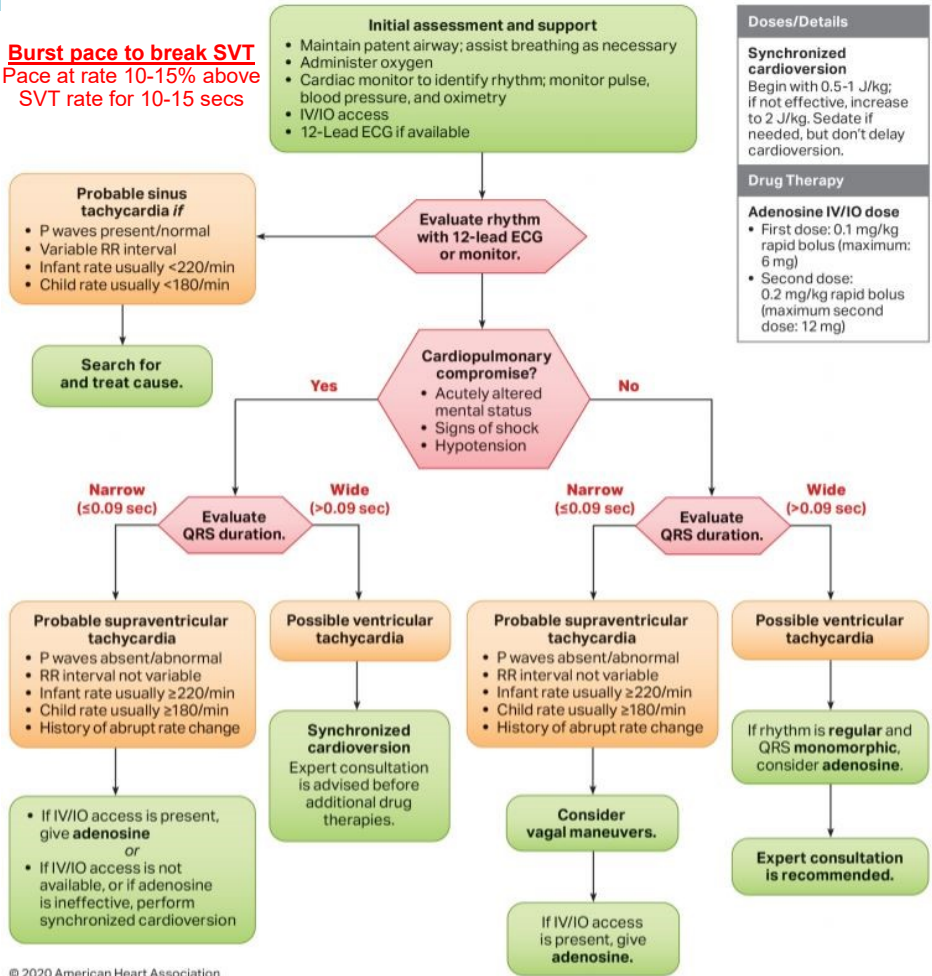 Burst pace to break SVT
Pace at rate 10-15% above
SVT rate for 10-15 secs
Initial assessment and support
• Maintain patent airway; assist breathing as necessary
• Administer oxygen
• Cardiac monitor to identify rhythm; monitor pulse,
blood pressure, and oximetry
• IV/IO access
• 12-Lead ECG if available
Doses/Details
Synchronized
cardioversion
Begin with 0.5-1 J/kg;
if not effective, increase
to 2 J/kg. Sedate if
needed, but don't delay
cardioversion.
Drug Therapy
Adenosine IV/IO dose
• First dose: 0.1 mg/kg
rapid bolus (maximum:
6 mg)
• Second dose:
0.2 mg/kg rapid bolus
(maximum second
dose: 12 mg)
Probable sinus
tachycardia if
• P waves present/normal
• Variable RR interval
• Infant rate usually <220/min
• Child rate usually <180/min
Evaluate rhythm
with 12-lead ECG
or monitor.
Search for
and treat cause.
Cardiopulmonary
compromise?
• Acutely altered
mental status
• Signs of shock
• Hypotension
Yes
No
Narrow
(≤0.09 sec)
Evaluate
QRS duration.
Wide
(>0.09 sec)
Narrow
(≤0.09 sec)
Evaluate
QRS duration.
Wide
(>0.09 sec)
Probable supraventricular
tachycardia
• P waves absent/abnormal
• RR interval not variable
• Infant rate usually ≥220/min
• Child rate usually ≥180/min
• History of abrupt rate change
Possible ventricular
tachycardia
Probable supraventricular
tachycardia
• P waves absent/abnormal
• RR interval not variable
• Infant rate usually ≥220/min
• Child rate usually ≥180/min
• History of abrupt rate change
Possible ventricular
tachycardia
• If IV/IO access is present,
give adenosine
or
• If IV/IO access is not
available, or if adenosine
is ineffective, perform
synchronized cardioversion
Synchronized
cardioversion
Expert consultation
is advised before
additional drug
therapies.
Consider
vagal maneuvers.
If IV/IO access
is present, give
adenosine.
If rhythm is regular and
QRS monomorphic,
consider adenosine.
Expert consultation
is recommended.
© 2020 American Heart Association